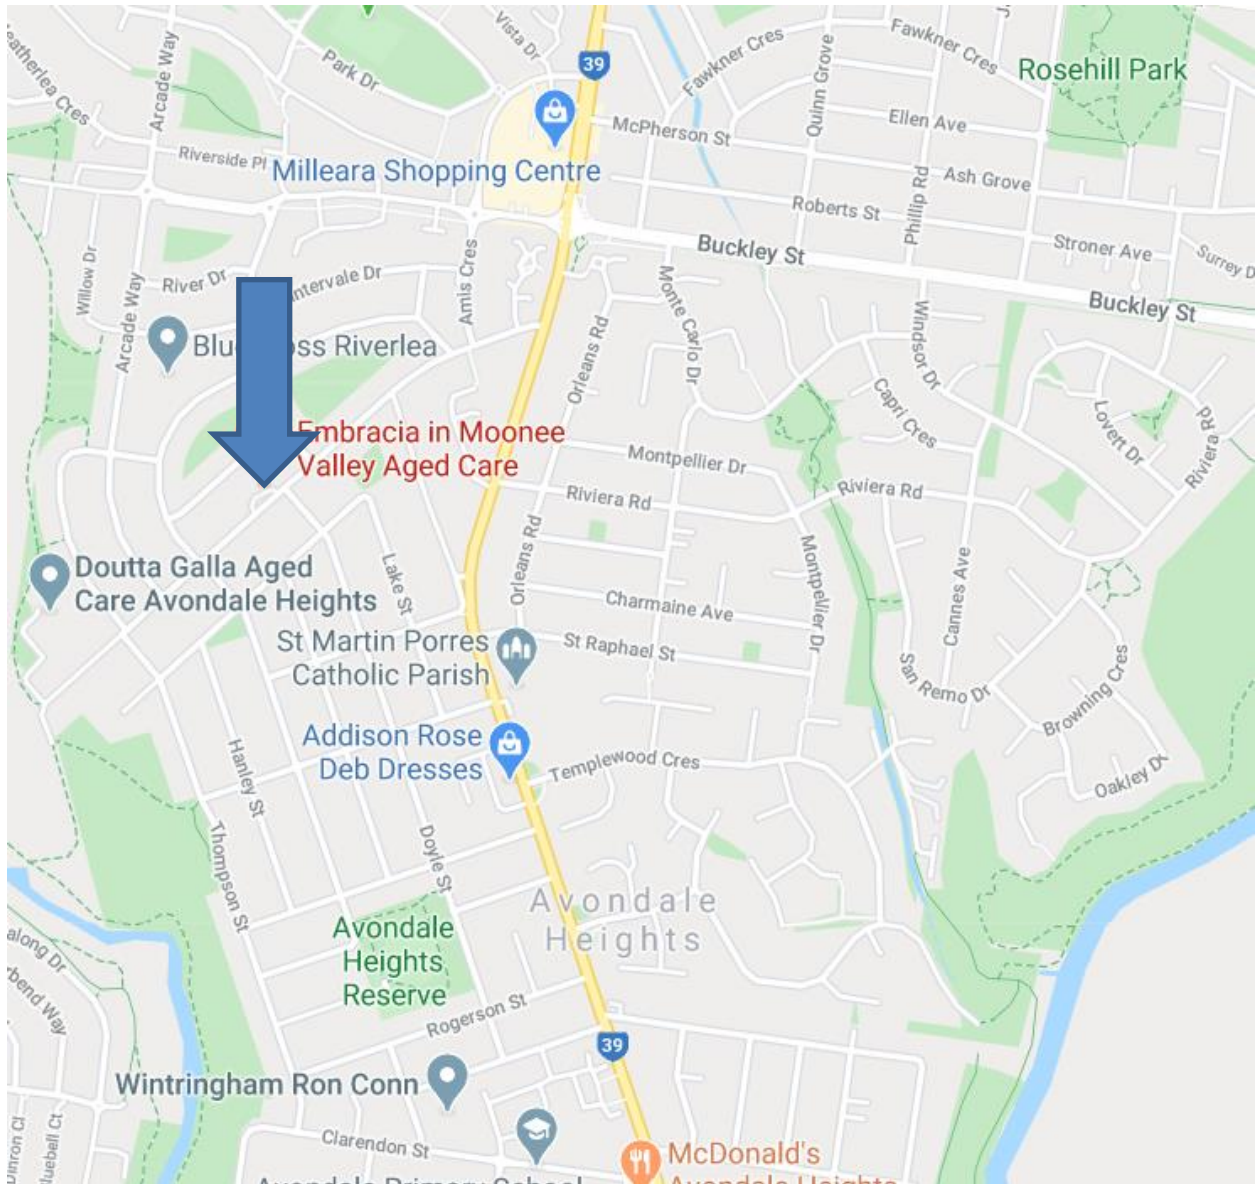 Vista Dr
39
Fawkner Cres
Fawkner Cres
Arcade Way
Park Dr
Quinn Grove
Rosehill Park
McPherson St
Ellen Ave
Riverside Pl
Milleara Shopping Centre
Phillip Rd
Ash Grove
Roberts St
Buckley St
Stroner Ave
Willow Dr
Arcade Way
River Dr
Amis Cres
Monte Carlo Dr
Windsor Dr
Buckley St
Riverlea
Orleans Rd
Capri Cres
Lovett Dr
Riviera Rd
Embracia in Moonee
Valley Aged Care
Montpellier Dr
Riviera Rd
Riviera Rd
Orleans Rd
Montpellier Dr
Cannes Ave
Doutta Galla Aged
Care Avondale Heights
Lake St
Charmaine Ave
St Martin Porres
Catholic Parish
St Raphael St
San Remo Dr
Browning Cres
Addison Rose
Deb Dresses
Hanley St
Templewood Cres
Oakley Dr
Thompson St
Doyle St
Avondale
Heights
Avondale
Heights
Reserve
Rogerson St
39
Wintringham Ron Conn
Clarendon St
McDonald's
Avondale Heights
Avondale Primary School